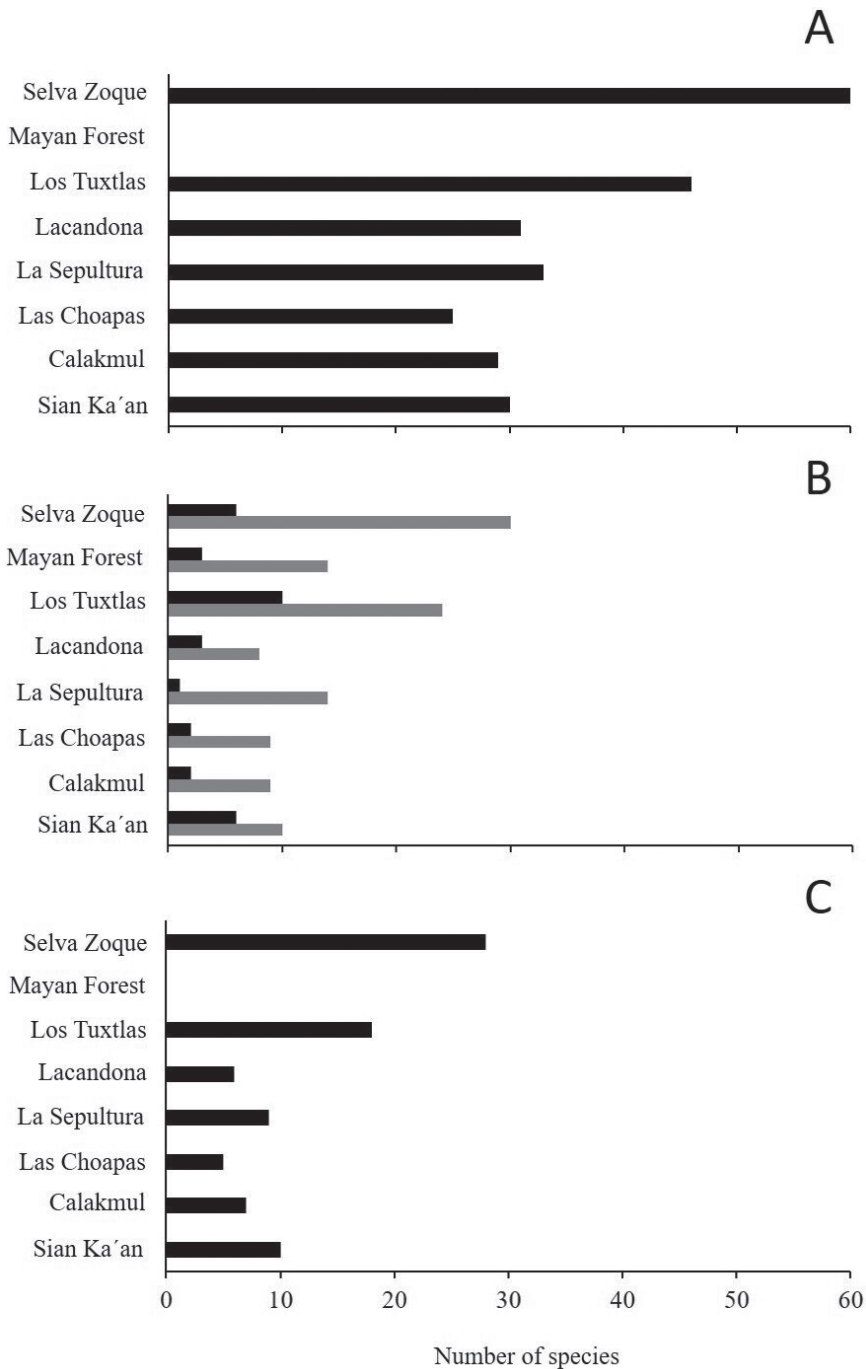 A
Selva Zoque
Mayan Forest
Los Tuxtlas
Lacandona
La Sepultura
Las Choapas
Calakmul
Sian Ka´an
B
Selva Zoque
Mayan Forest
Los Tuxtlas
Lacandona
La Sepultura
Las Choapas
Calakmul
Sian Ka´an
C
Selva Zoque
Mayan Forest
Los Tuxtlas
Lacandona
La Sepultura
Las Choapas
Calakmul
Sian Ka´an
0 10 20 30 40 50 60
Number of species